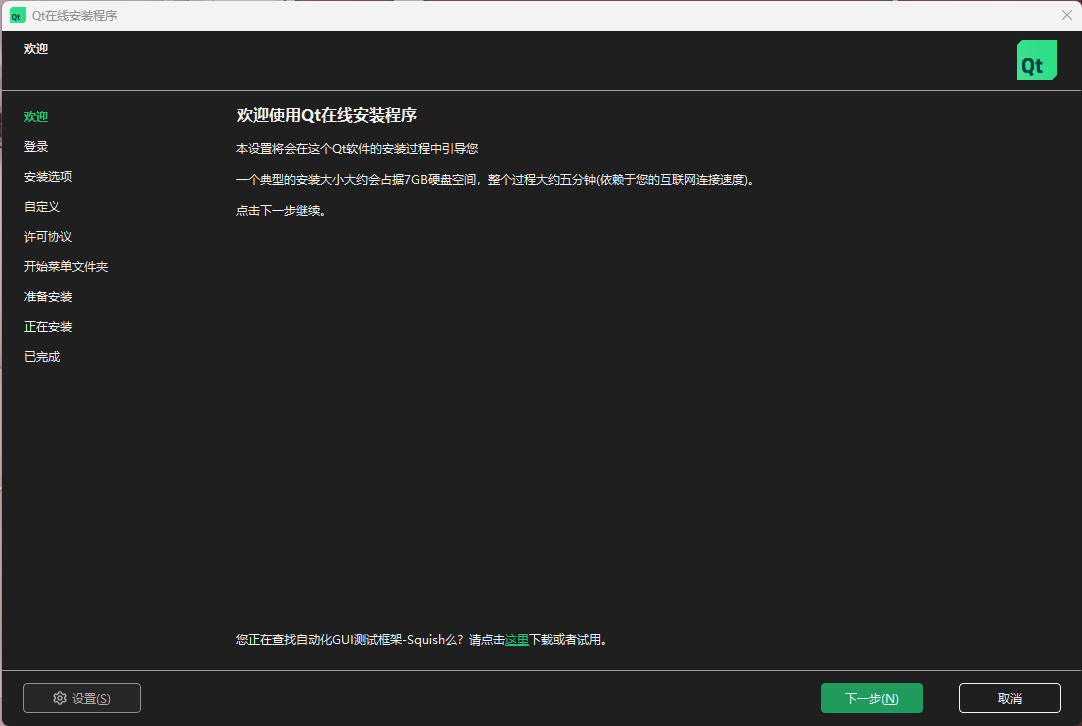 Qt Qt在线安装程序
欢迎
Qt
欢迎
登录
安装选项
自定义
许可协议
开始菜单文件夹
准备安装
正在安装
已完成
欢迎使用Qt在线安装程序
本设置将会在这个Qt软件的安装过程中引导您
一个典型的安装大小大约会占据7GB硬盘空间，整个过程大约五分钟(依赖于您的互联网连接速度)。
点击下一步继续。
您正在查找自动化GUI测试框架-Squish么？请点击这里下载或者试用。
设置(S)
下一步(N)
取消